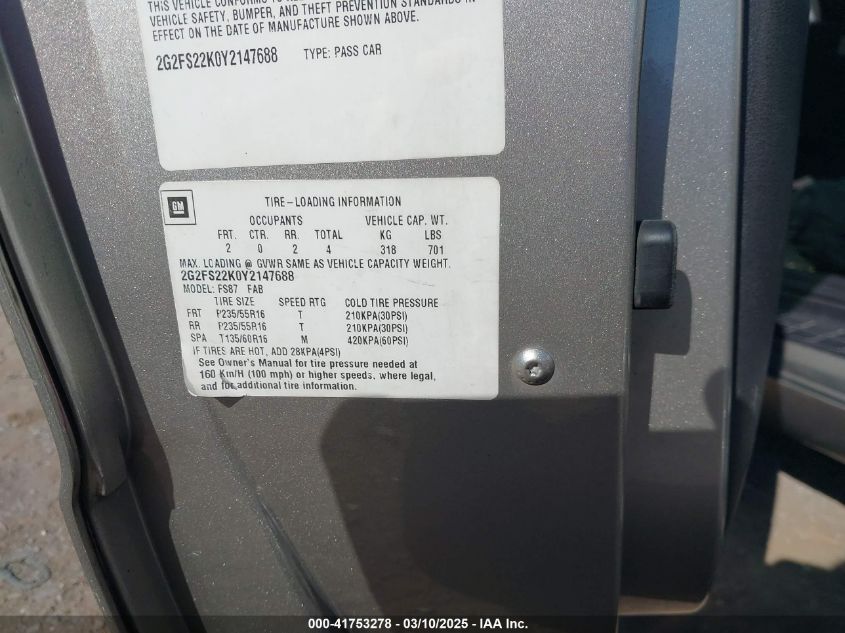 THIS VEHICLE CONFORMS TO
VEHICLE SAFETY, BUMPER, AND THEFT PREVENTION STANDARDS IN
EFFECT ON THE DATE OF MANUFACTURE SHOWN ABOVE.
2G2FS22K0Y2147688 TYPE: PASS CAR
GM TIRE-LOADING INFORMATION
OCCUPANTS VEHICLE CAP. WT.
FRT. CTR. RR. TOTAL KG LBS
2 0 2 4 318 701
MAX. LOADING @ GVWR SAME AS VEHICLE CAPACITY WEIGHT.
2G2FS22K0Y2147688
MODEL: FS87 FAB
TIRE SIZE SPEED RTG COLD TIRE PRESSURE
FRT P235/55R16 T 210KPA(30PSI)
RR P235/55R16 T 210KPA(30PSI)
SPA T135/60R16 M 420KPA(60PSI)
IF TIRES ARE HOT, ADD 28KPA(4PSI)
See Owner's Manual for tire pressure needed at
160 Km/H (100 mph) or higher speeds, where legal,
and for additional tire information.
000-41753278 - 03/10/2025 - IAA Inc.